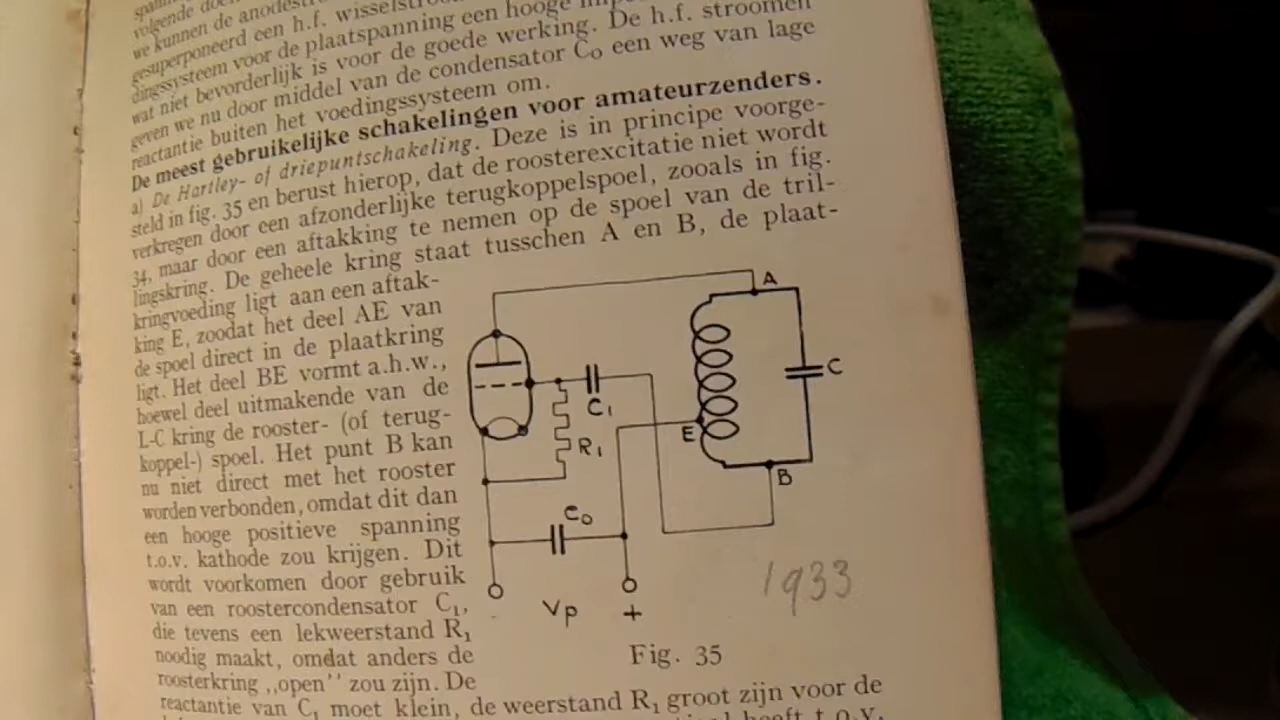 volgende doen
we kunnen de anodestro
gesuperponeerd een h.f. wisselstroo
dingssysteem voor de plaatspanning een hooge
wat niet bevorderlijk is voor de goede werking. De h.f. stroomen
geven we nu door middel van de condensator Co een weg van lage
reactantie buiten het voedingssysteem om.
De meest gebruikelijke schakelingen voor amateurzenders.
a) De Hartley- of driepuntschakeling. Deze is in principe voorge-
steld in fig. 35 en berust hierop, dat de roosterexcitatie niet wordt
verkregen door een afzonderlijke terugkoppelspoel, zooals in fig.
34, maar door een aftakking te nemen op de spoel van de tril-
lingskring. De geheele kring staat tusschen A en B, de plaat-
kringvoeding ligt aan een aftak-
king E, zoodat het deel AE van
de spoel direct in de plaatkring
ligt. Het deel BE vormt a.h.w.,
hoewel deel uitmakende van de
L-C kring de rooster- (of terug-
koppel-) spoel. Het punt B kan
nu niet direct met het rooster
worden verbonden, omdat dit dan
een hooge positieve spanning
t.o.v. kathode zou krijgen. Dit
wordt voorkomen door gebruik
van een roostercondensator C₁,
die tevens een lekweerstand R₁
noodig maakt, omdat anders de
roosterkring „open" zou zijn. De
reactantie van C₁ moet klein, de weerstand R₁ groot zijn voor de
A
C
C₁
E
R₁
B
Co
Vp
+
1933
Fig. 35